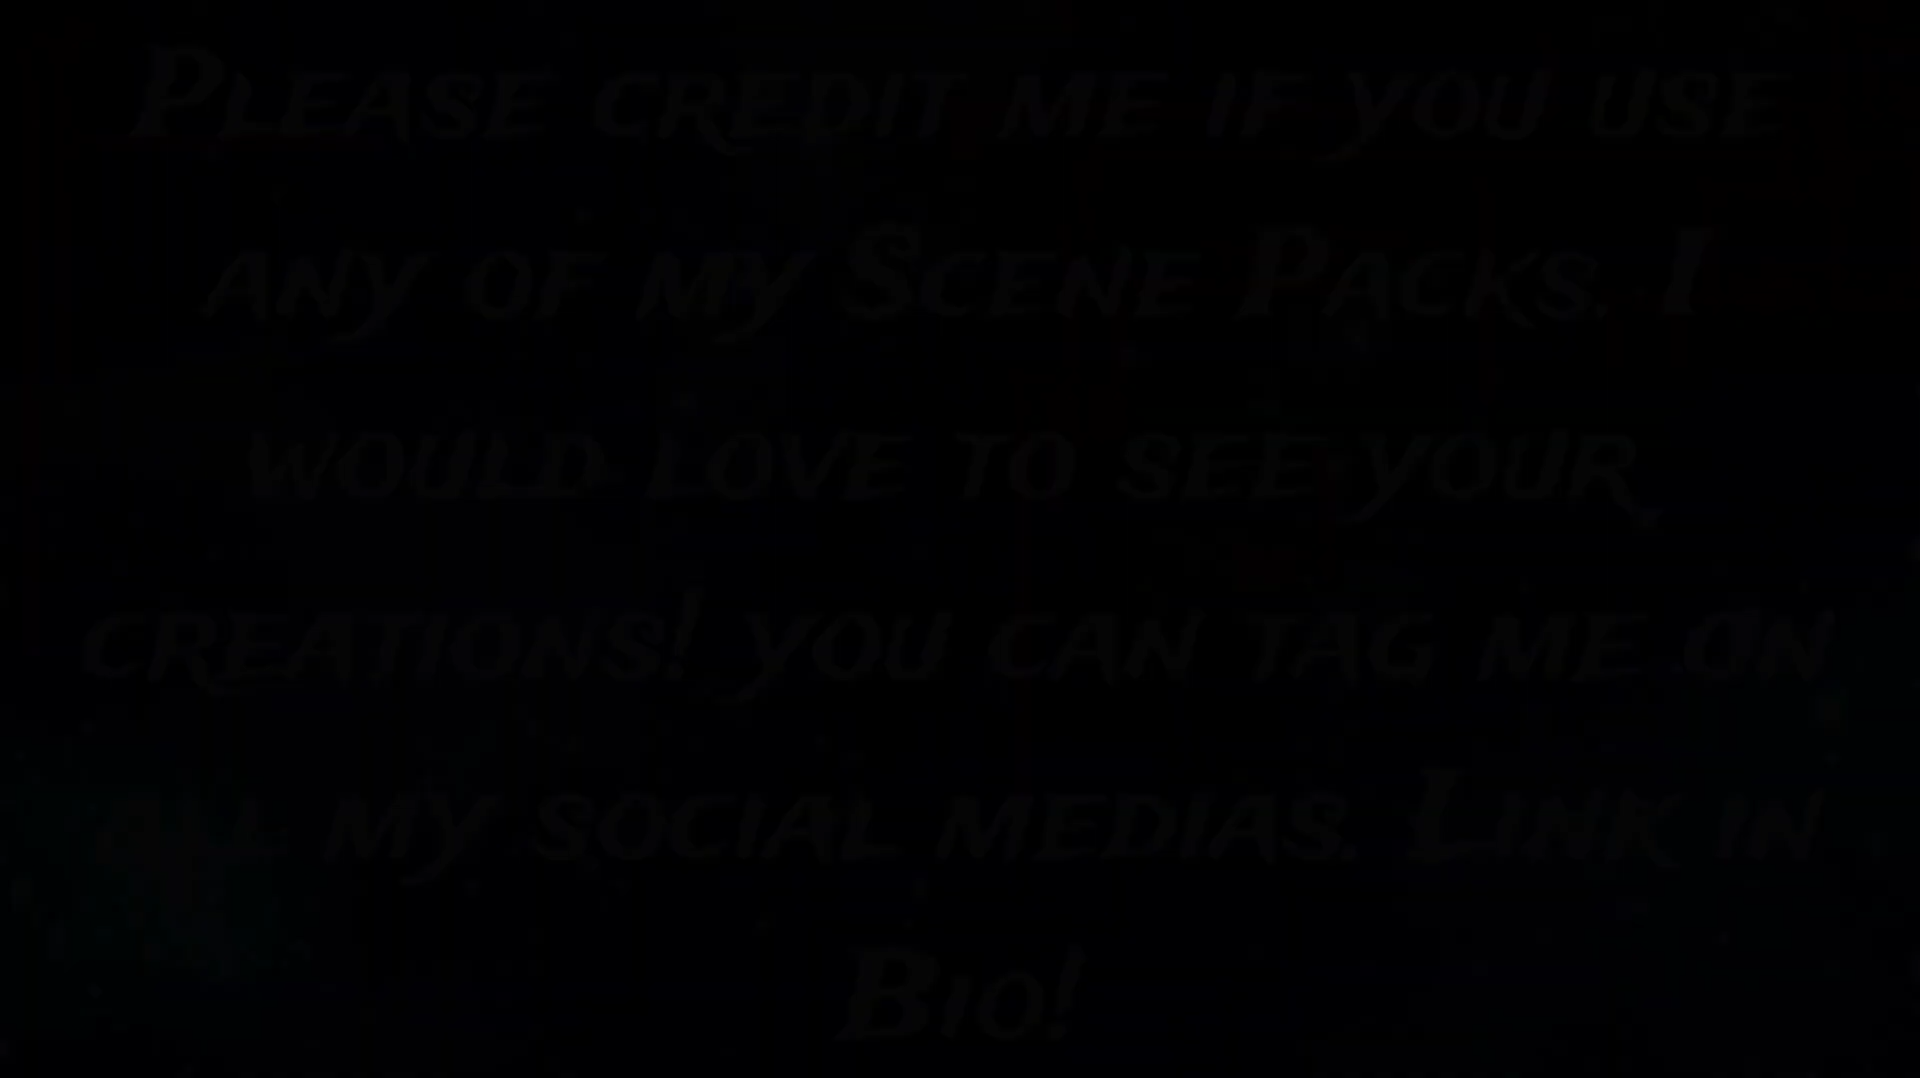 Please credit me if you use
any of my Scene Packs. I
would love to see your
creations! you can tag me on
all my social medias. Link in
Bio!